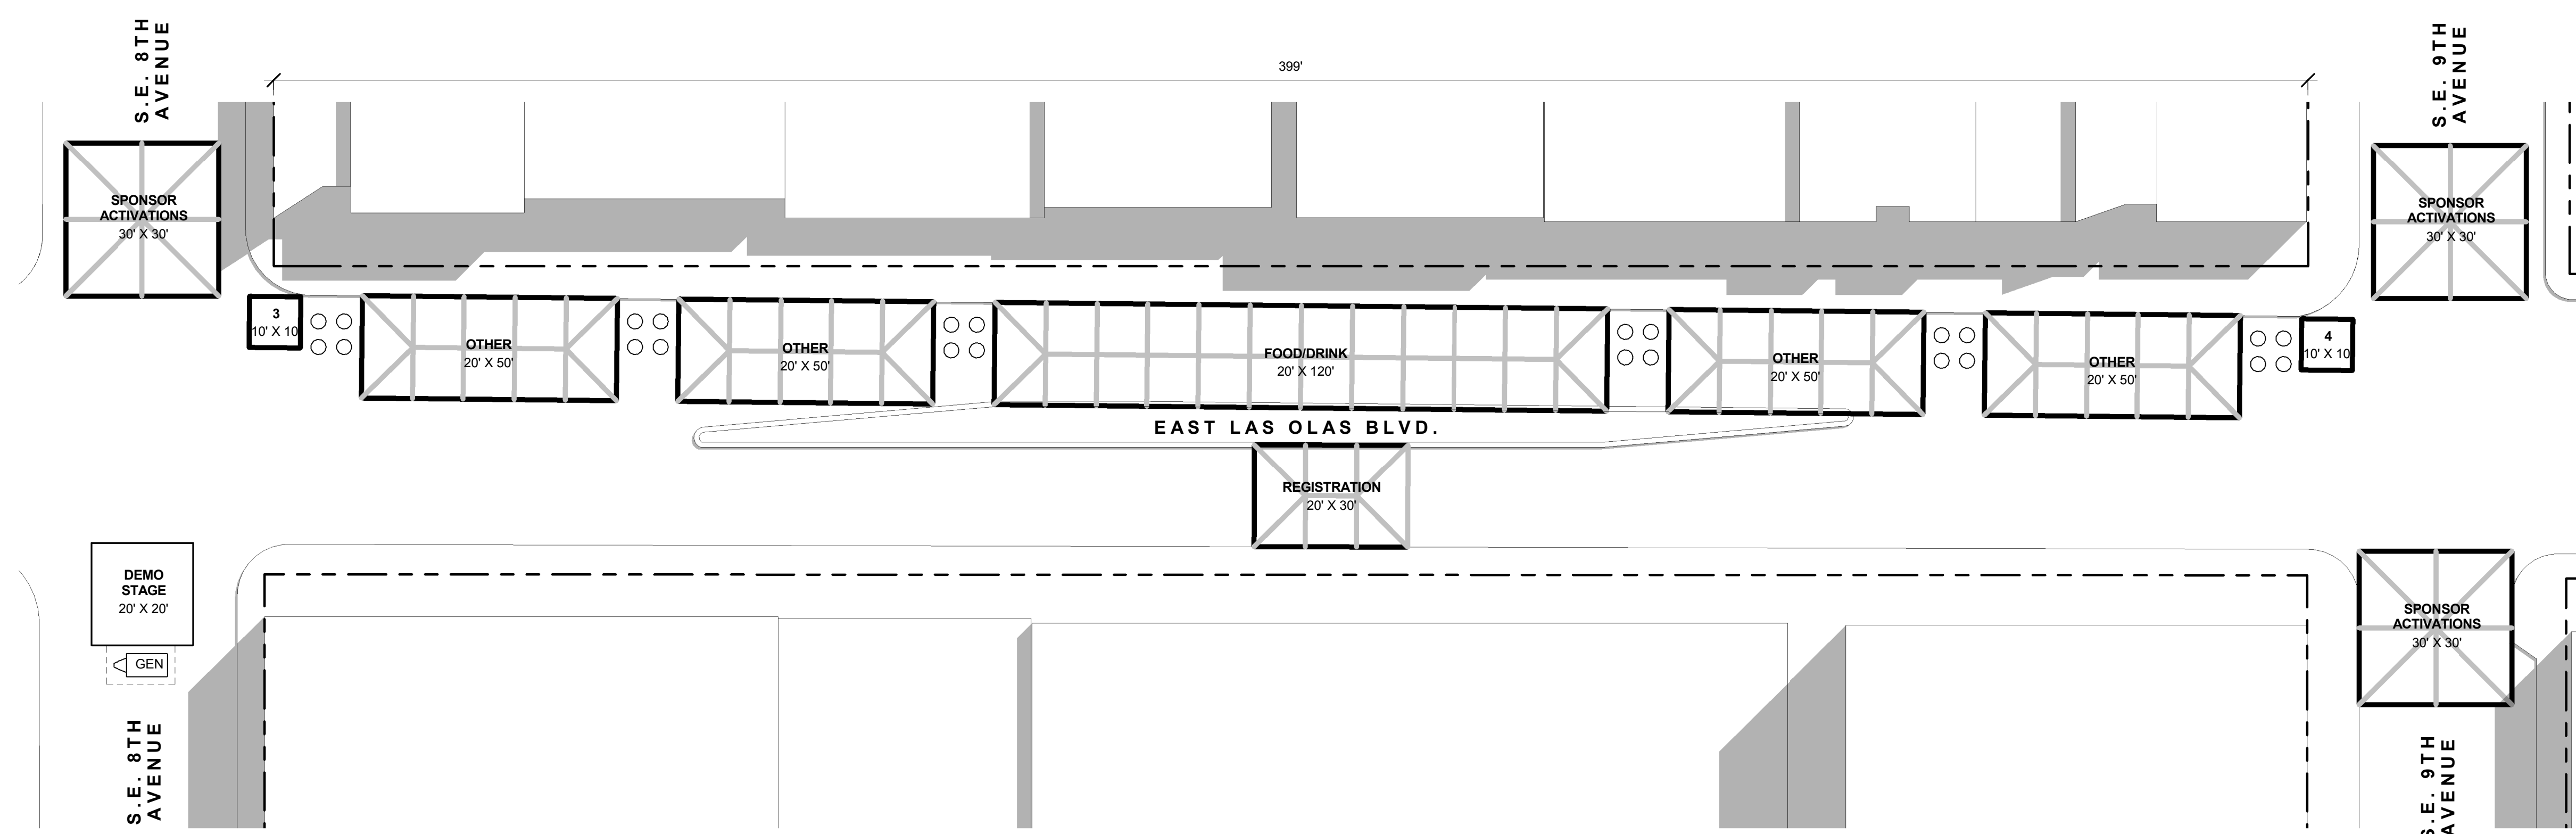 S.E. 8TH
AVENUE
S.E. 9TH
AVENUE
399'
SPONSOR
ACTIVATIONS
30' X 30'
SPONSOR
ACTIVATIONS
30' X 30'
3
10' X 10
OTHER
20' X 50'
OTHER
20' X 50'
FOOD/DRINK
20' X 120'
OTHER
20' X 50'
OTHER
20' X 50'
4
10' X 10
EAST LAS OLAS BLVD.
REGISTRATION
20' X 30'
DEMO
STAGE
20' X 20'
GEN
SPONSOR
ACTIVATIONS
30' X 30'
S.E. 8TH
AVENUE
S.E. 9TH
AVENUE